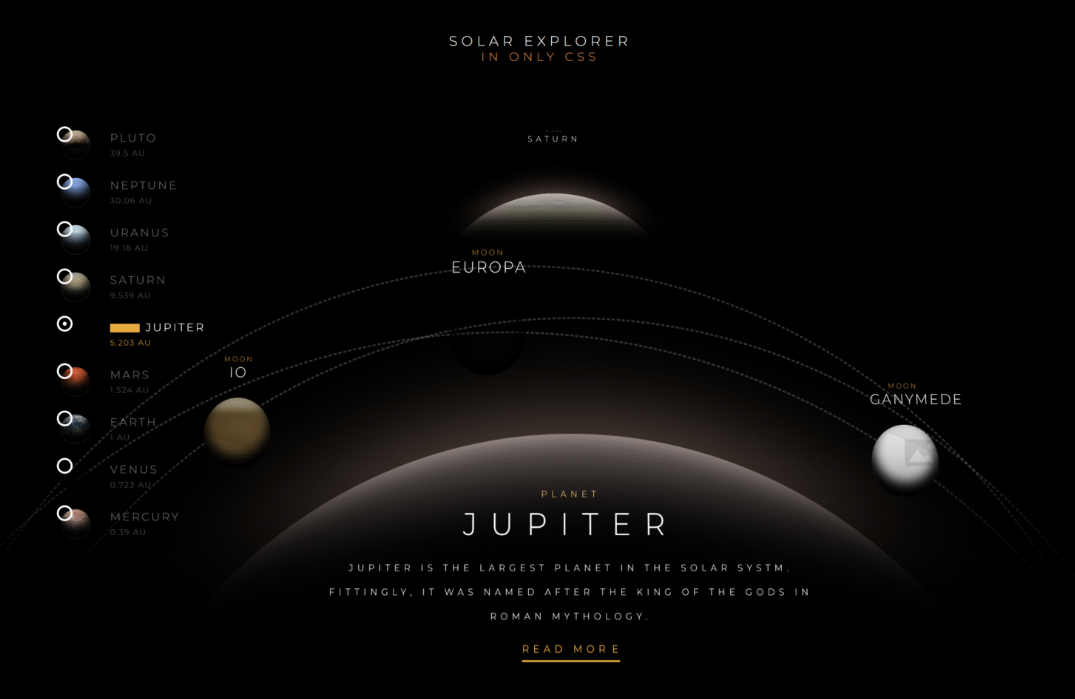 SOLAR EXPLORER
IN ONLY CSS
SATURN
PLUTO
39.5 AU
NEPTUNE
30.06 AU
URANUS
19.18 AU
SATURN
9.539 AU
JUPITER
5.203 AU
MARS
1.524 AU
EARTH
1 AU
VENUS
0.723 AU
MERCURY
0.39 AU
MOON
EUROPA
MOON
IO
MOON
GANYMEDE
PLANET
JUPITER
JUPITER IS THE LARGEST PLANET IN THE SOLAR SYSTM.
FITTINGLY, IT WAS NAMED AFTER THE KING OF THE GODS IN
ROMAN MYTHOLOGY.
READ MORE